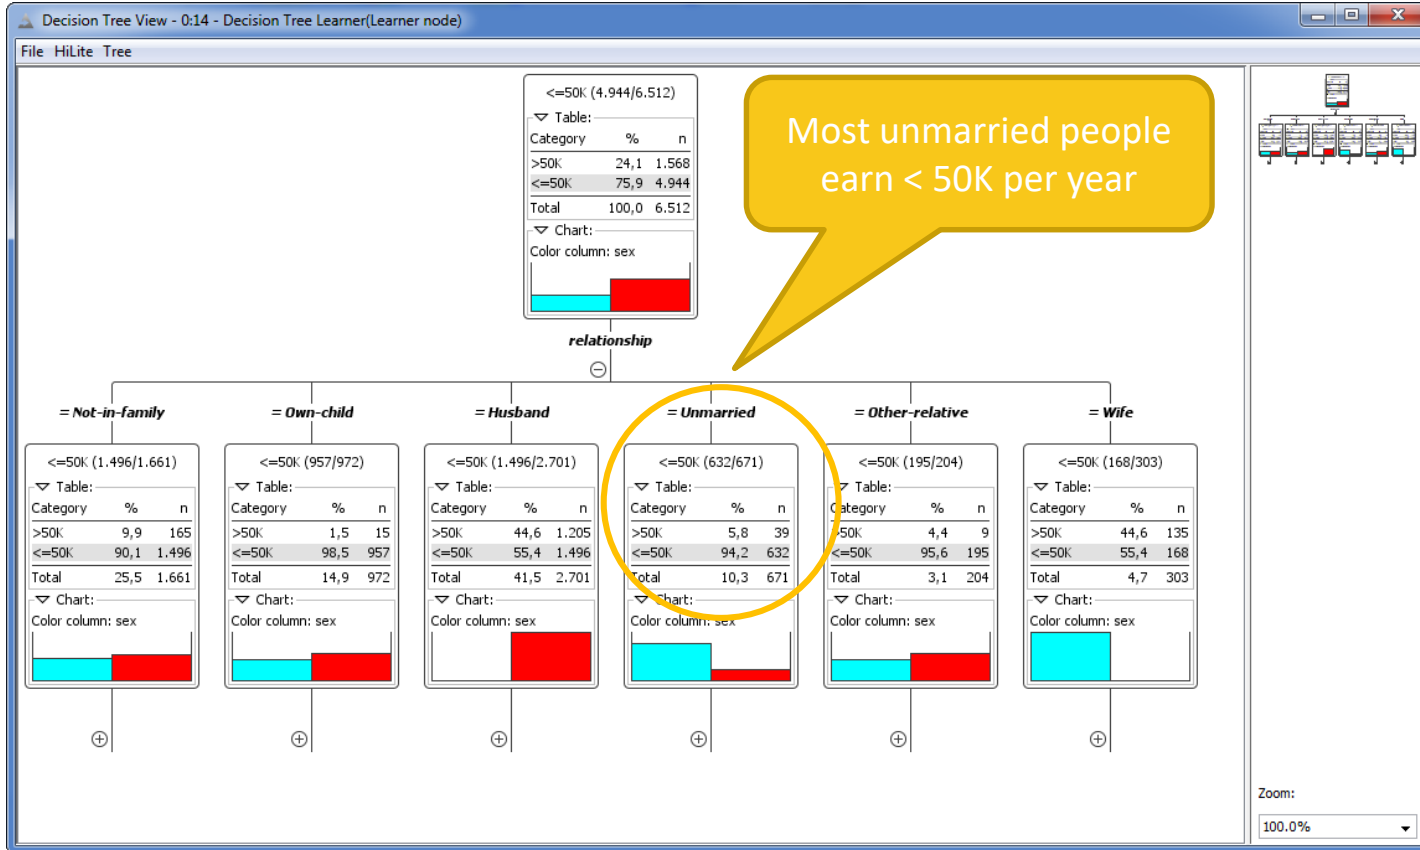 Decision Tree View - 0:14 - Decision Tree Learner(Learner node)
File HiLite Tree
<=50K (4.944/6.512)
Table:
Category % n
>50K 24,1 1.568
<=50K 75,9 4.944
Total 100,0 6.512
Chart:
Color column: sex
Most unmarried people
earn < 50K per year
relationship
= Not-in-family
<=50K (1.496/1.661)
Table:
Category % n
>50K 9,9 165
<=50K 90,1 1.496
Total 25,5 1.661
Chart:
Color column: sex
= Own-child
<=50K (957/972)
Table:
Category % n
>50K 1,5 15
<=50K 98,5 957
Total 14,9 972
Chart:
Color column: sex
= Husband
<=50K (1.496/2.701)
Table:
Category % n
>50K 44,6 1.205
<=50K 55,4 1.496
Total 41,5 2.701
Chart:
Color column: sex
= Unmarried
<=50K (632/671)
Table:
Category % n
>50K 5,8 39
<=50K 94,2 632
Total 10,3 671
Chart:
Color column: sex
= Other-relative
<=50K (195/204)
Table:
Category % n
>50K 4,4 9
<=50K 95,6 195
Total 3,1 204
Chart:
Color column: sex
= Wife
<=50K (168/303)
Table:
Category % n
>50K 44,6 135
<=50K 55,4 168
Total 4,7 303
Chart:
Color column: sex
Zoom:
100.0%